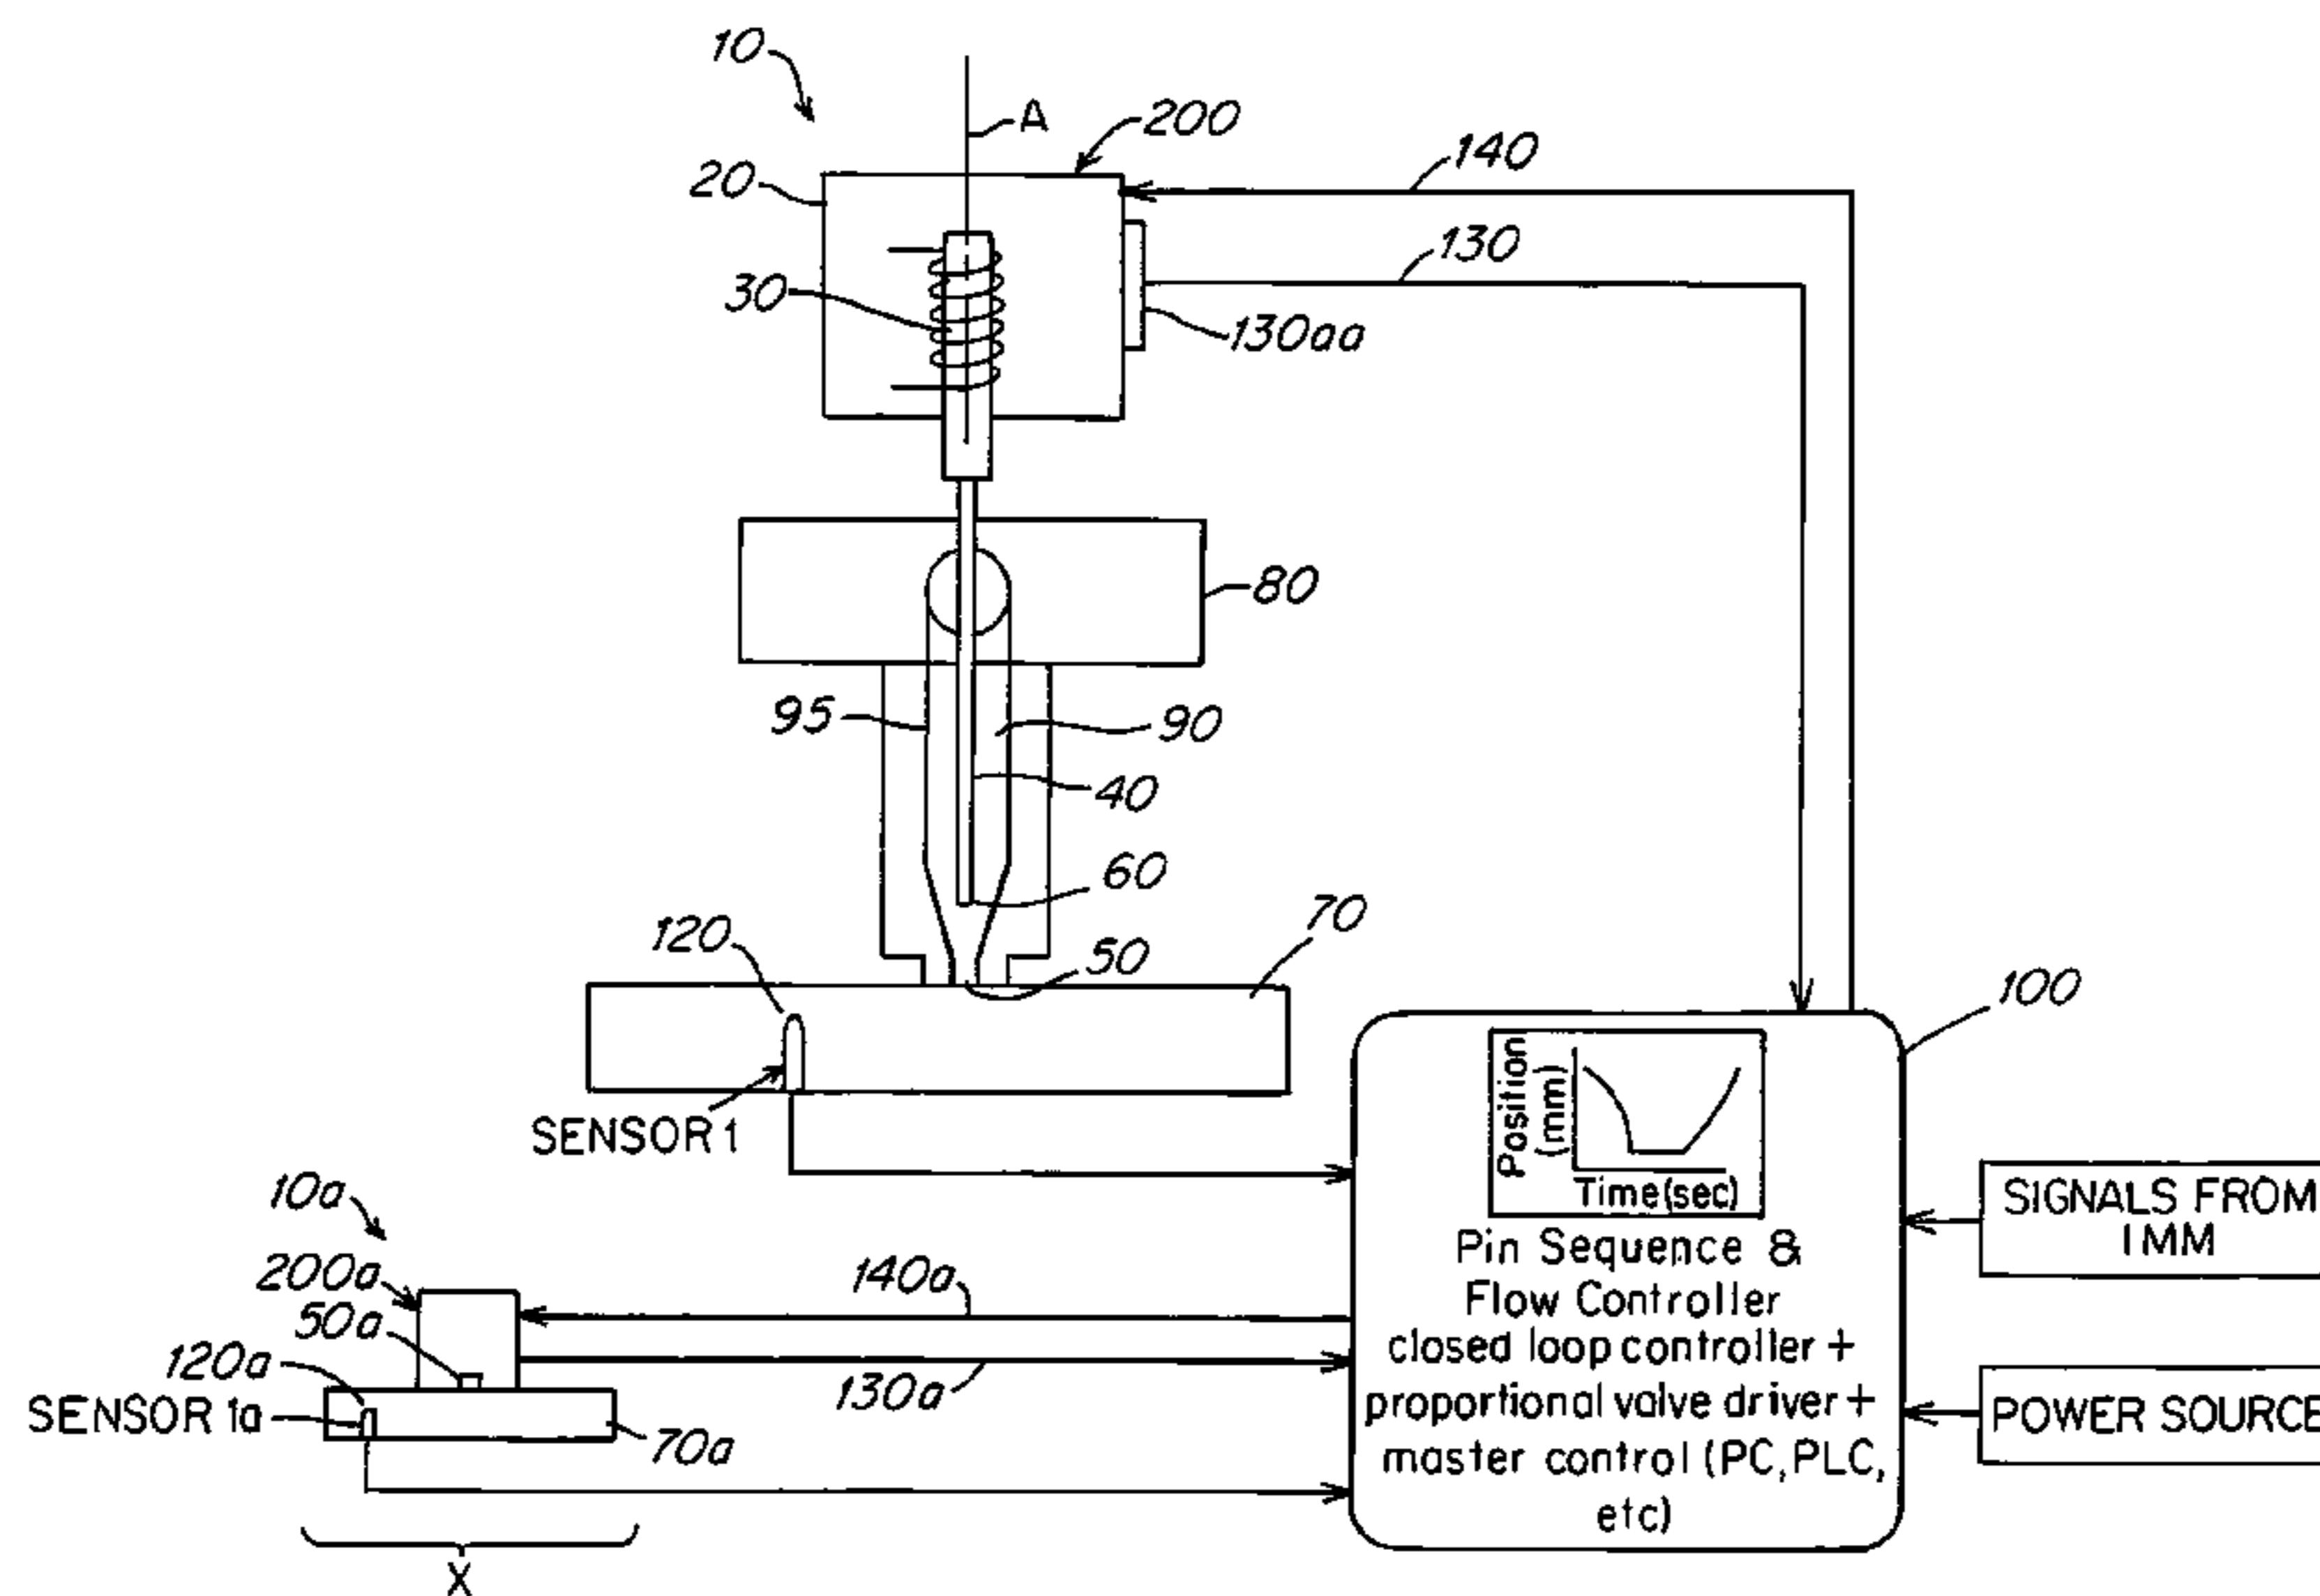 10
A
200
140
20
130
30
130aa
80
95
90
40
60
120
70
50
100
SENSOR 1
Position
(mm)
Time(sec)
10a
SIGNALS FROM
IMM
Pin Sequence &
Flow Controller
closed loop controller +
proportional valve driver +
master control (PC, PLC,
etc)
200a
140a
50a
120a
130a
SENSOR 1a
70a
POWER SOURCE
X